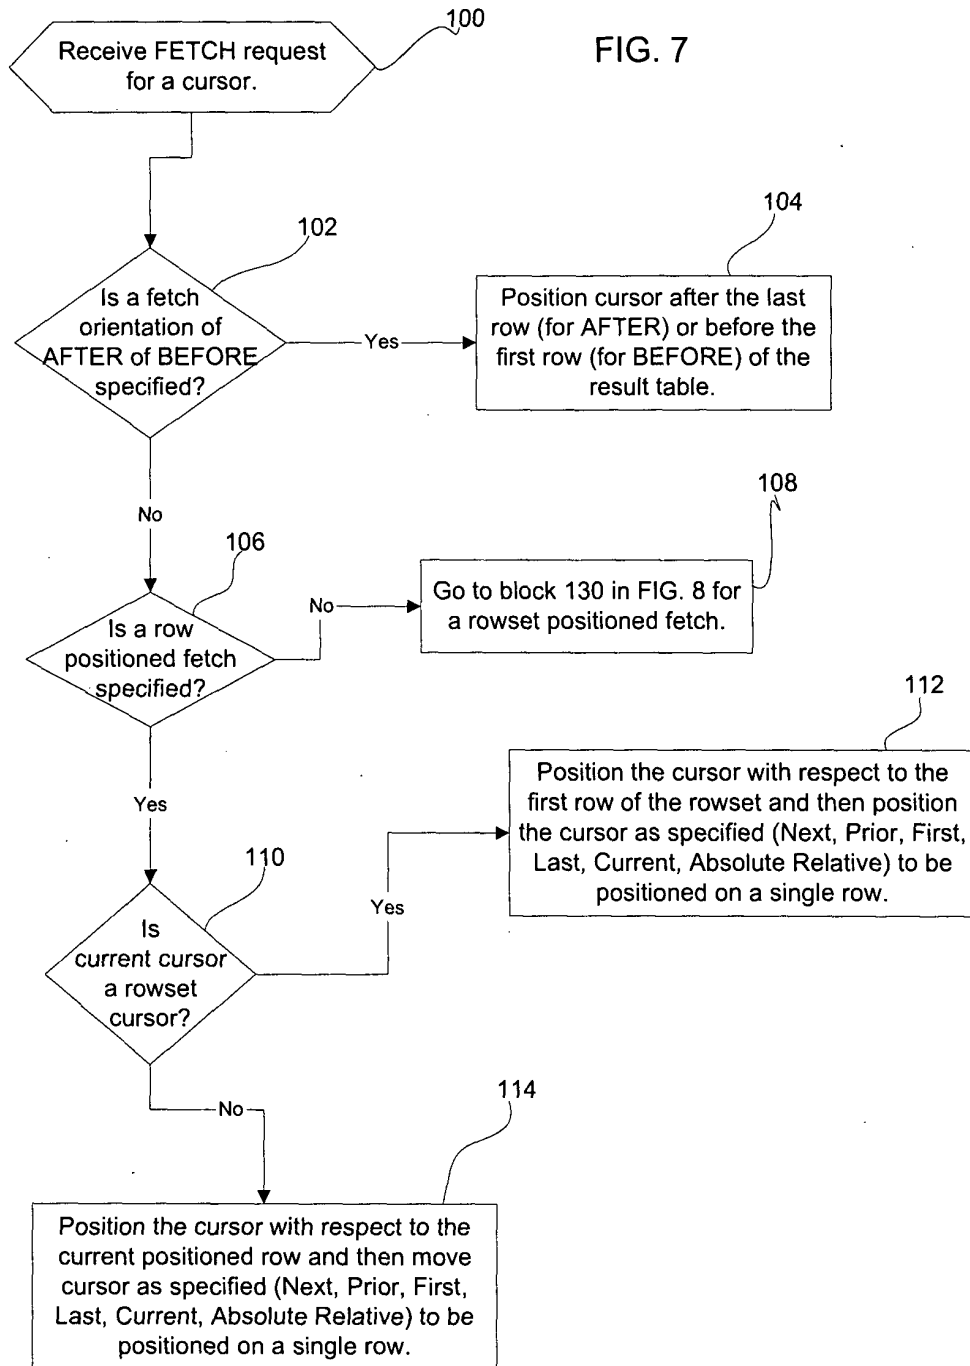 100
Receive FETCH request
for a cursor.
FIG. 7
102
Is a fetch
orientation of
AFTER of BEFORE
specified?
Yes
104
Position cursor after the last
row (for AFTER) or before the
first row (for BEFORE) of the
result table.
No
106
Is a row
positioned fetch
specified?
No
108
Go to block 130 in FIG. 8 for
a rowset positioned fetch.
Yes
110
Is
current cursor
a rowset
cursor?
Yes
112
Position the cursor with respect to the
first row of the rowset and then position
the cursor as specified (Next, Prior, First,
Last, Current, Absolute Relative) to be
positioned on a single row.
No
114
Position the cursor with respect to the
current positioned row and then move
cursor as specified (Next, Prior, First,
Last, Current, Absolute Relative) to be
positioned on a single row.